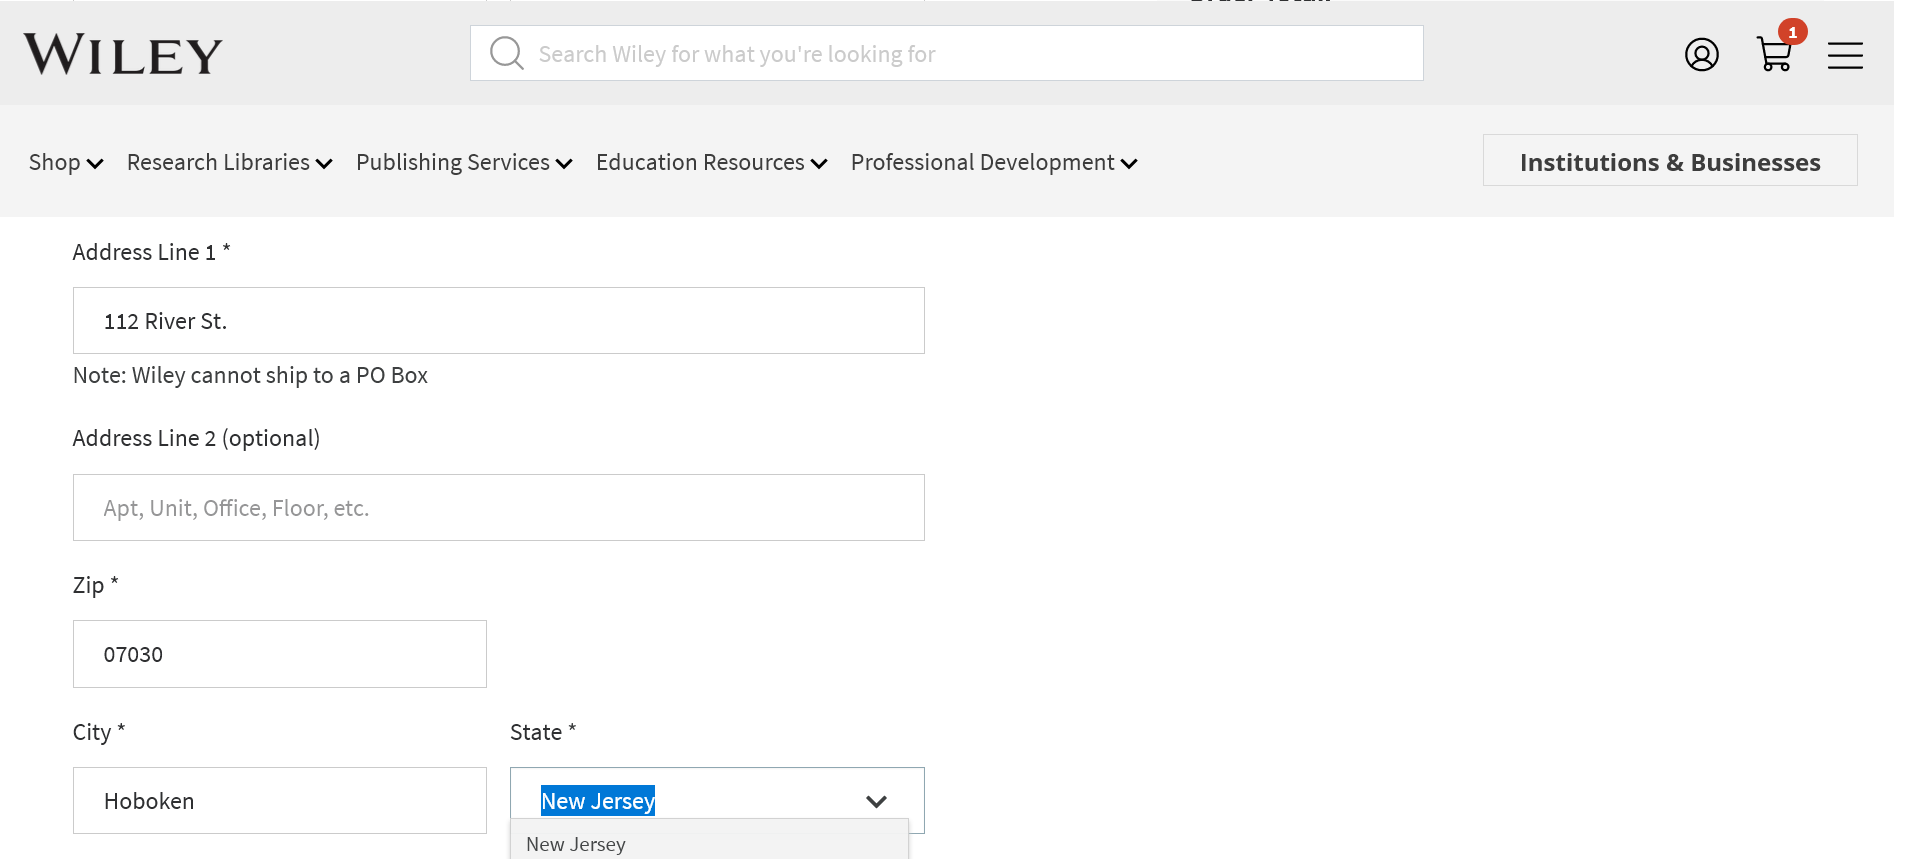 WILEY
Search Wiley for what you're looking for
1
Shop
Research Libraries
Publishing Services
Education Resources
Professional Development
Institutions & Businesses
Address Line 1 *
112 River St.
Note: Wiley cannot ship to a PO Box
Address Line 2 (optional)
Apt, Unit, Office, Floor, etc.
Zip *
07030
City *
State *
Hoboken
New Jersey
New Jersey